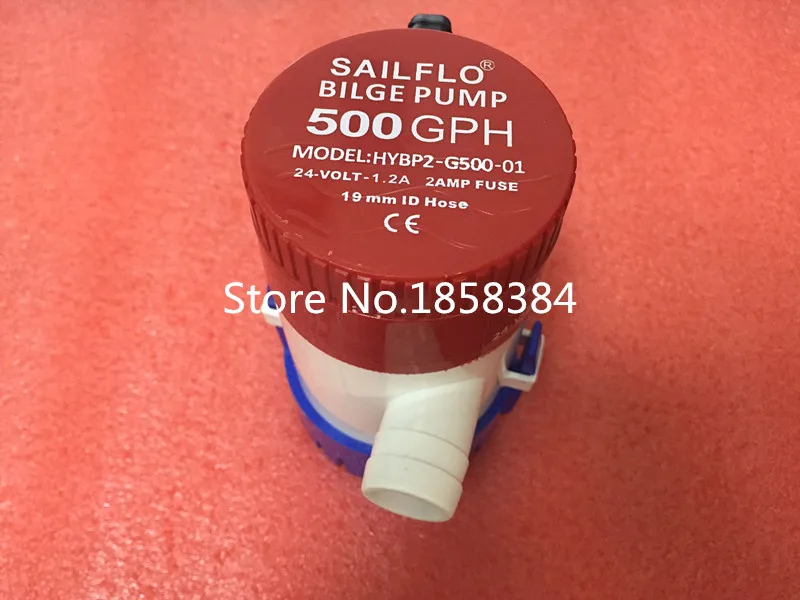 SAILFLO®
BILGE PUMP
500 GPH
MODEL:HYBP2-G500-01
24-VOLT-1.2A 2AMP FUSE
19 mm ID Hose
CE
Store No.1858384